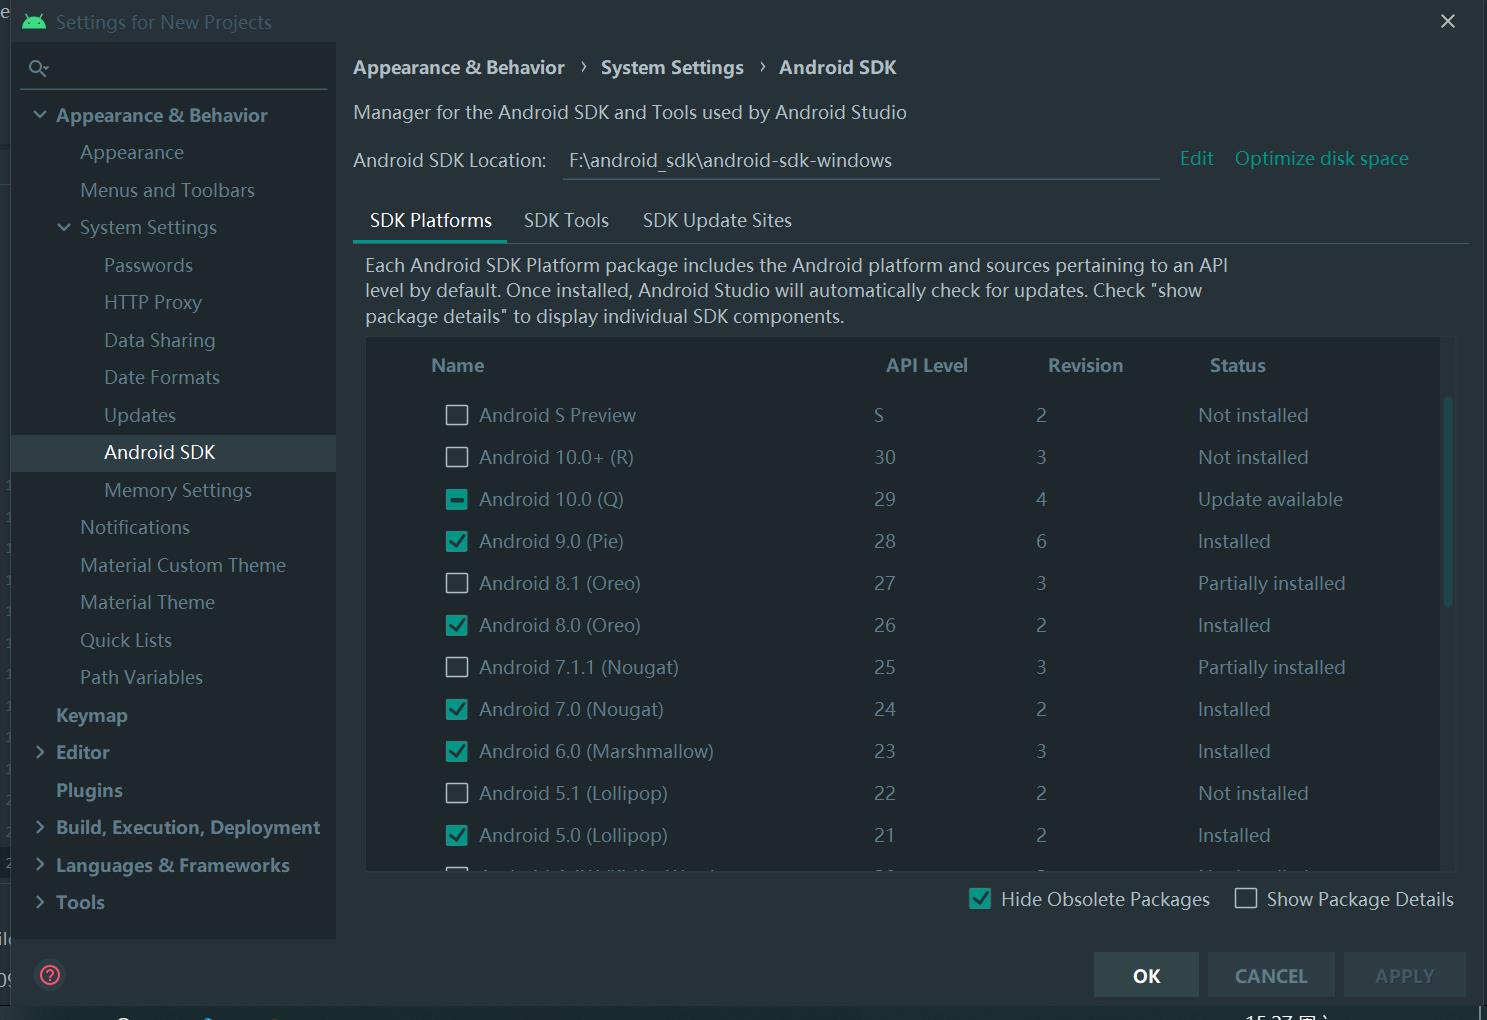 Settings for New Projects
Appearance & Behavior
Appearance
Menus and Toolbars
System Settings
Passwords
HTTP Proxy
Data Sharing
Date Formats
Updates
Android SDK
Memory Settings
Notifications
Material Custom Theme
Material Theme
Quick Lists
Path Variables
Keymap
Editor
Plugins
Build, Execution, Deployment
Languages & Frameworks
Tools
Appearance & Behavior › System Settings › Android SDK
Manager for the Android SDK and Tools used by Android Studio
Android SDK Location: F:\android_sdk\android-sdk-windows Edit Optimize disk space
SDK Platforms SDK Tools SDK Update Sites
Each Android SDK Platform package includes the Android platform and sources pertaining to an API
level by default. Once installed, Android Studio will automatically check for updates. Check "show
package details" to display individual SDK components.
Name API Level Revision Status
Android S Preview S 2 Not installed
Android 10.0+ (R) 30 3 Not installed
Android 10.0 (Q) 29 4 Update available
Android 9.0 (Pie) 28 6 Installed
Android 8.1 (Oreo) 27 3 Partially installed
Android 8.0 (Oreo) 26 2 Installed
Android 7.1.1 (Nougat) 25 3 Partially installed
Android 7.0 (Nougat) 24 2 Installed
Android 6.0 (Marshmallow) 23 3 Installed
Android 5.1 (Lollipop) 22 2 Not installed
Android 5.0 (Lollipop) 21 2 Installed
Hide Obsolete Packages Show Package Details
OK CANCEL APPLY